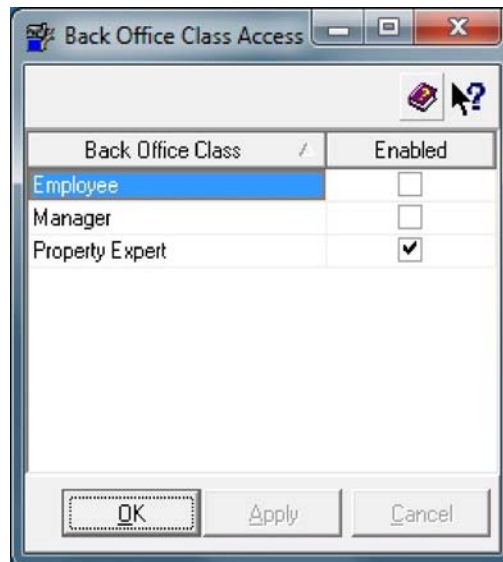 Back Office Class Access
Back Office Class Enabled
Employee
Manager
Property Expert
OK Apply Cancel